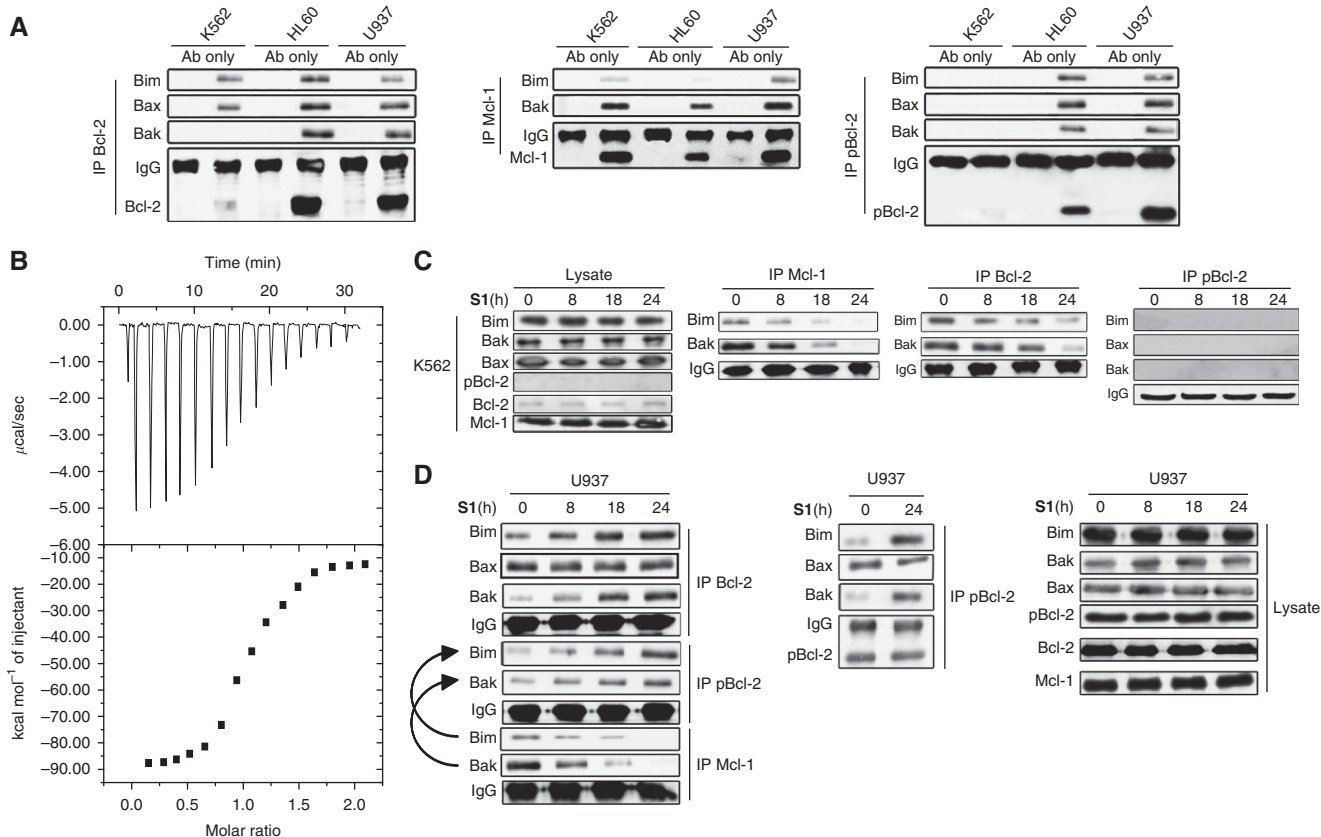 A
K562 HL60 U937
Ab only Ab only Ab only
IP Bcl-2
Bim
Bax
Bak
IgG
Bcl-2
K562 HL60 U937
Ab only Ab only Ab only
IP Mcl-1
Bim
Bak
IgG
Mcl-1
K562 HL60 U937
Ab only Ab only Ab only
IP pBcl-2
Bim
Bax
Bak
IgG
pBcl-2
B
Time (min)
0 10 20 30
0.00
−1.00
−2.00
−3.00
−4.00
−5.00
−6.00
μcal/sec
−10.00
−20.00
−30.00
−40.00
−50.00
−60.00
−70.00
−80.00
−90.00
kcal mol−1 of injectant
0.0 0.5 1.0 1.5 2.0
Molar ratio
C
Lysate
S1(h) 0 8 18 24
K562
Bim
Bak
Bax
pBcl-2
Bcl-2
Mcl-1
IP Mcl-1
0 8 18 24
Bim
Bak
IgG
IP Bcl-2
0 8 18 24
Bim
Bak
IgG
IP pBcl-2
0 8 18 24
Bim
Bax
Bak
IgG
D
U937
S1(h) 0 8 18 24
Bim
Bax
Bak
IgG
IP Bcl-2
Bim
Bak
IgG
IP pBcl-2
Bim
Bak
IgG
IP Mcl-1
U937
S1(h) 0 24
Bim
Bax
Bak
IgG
pBcl-2
IP pBcl-2
U937
S1(h) 0 8 18 24
Bim
Bak
Bax
pBcl-2
Bcl-2
Mcl-1
Lysate